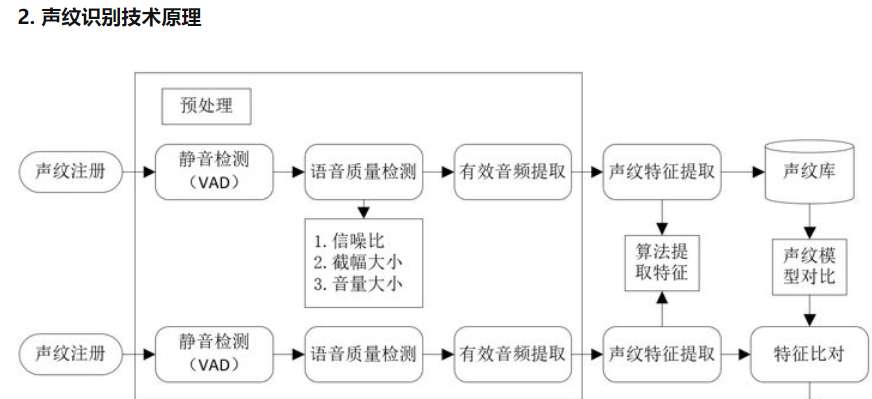 2. 声纹识别技术原理
预处理
声纹注册
静音检测
（VAD）
语音质量检测
有效音频提取
声纹特征提取
声纹库
1. 信噪比
2. 截幅大小
3. 音量大小
算法提
取特征
声纹模
型对比
声纹注册
静音检测
（VAD）
语音质量检测
有效音频提取
声纹特征提取
特征比对